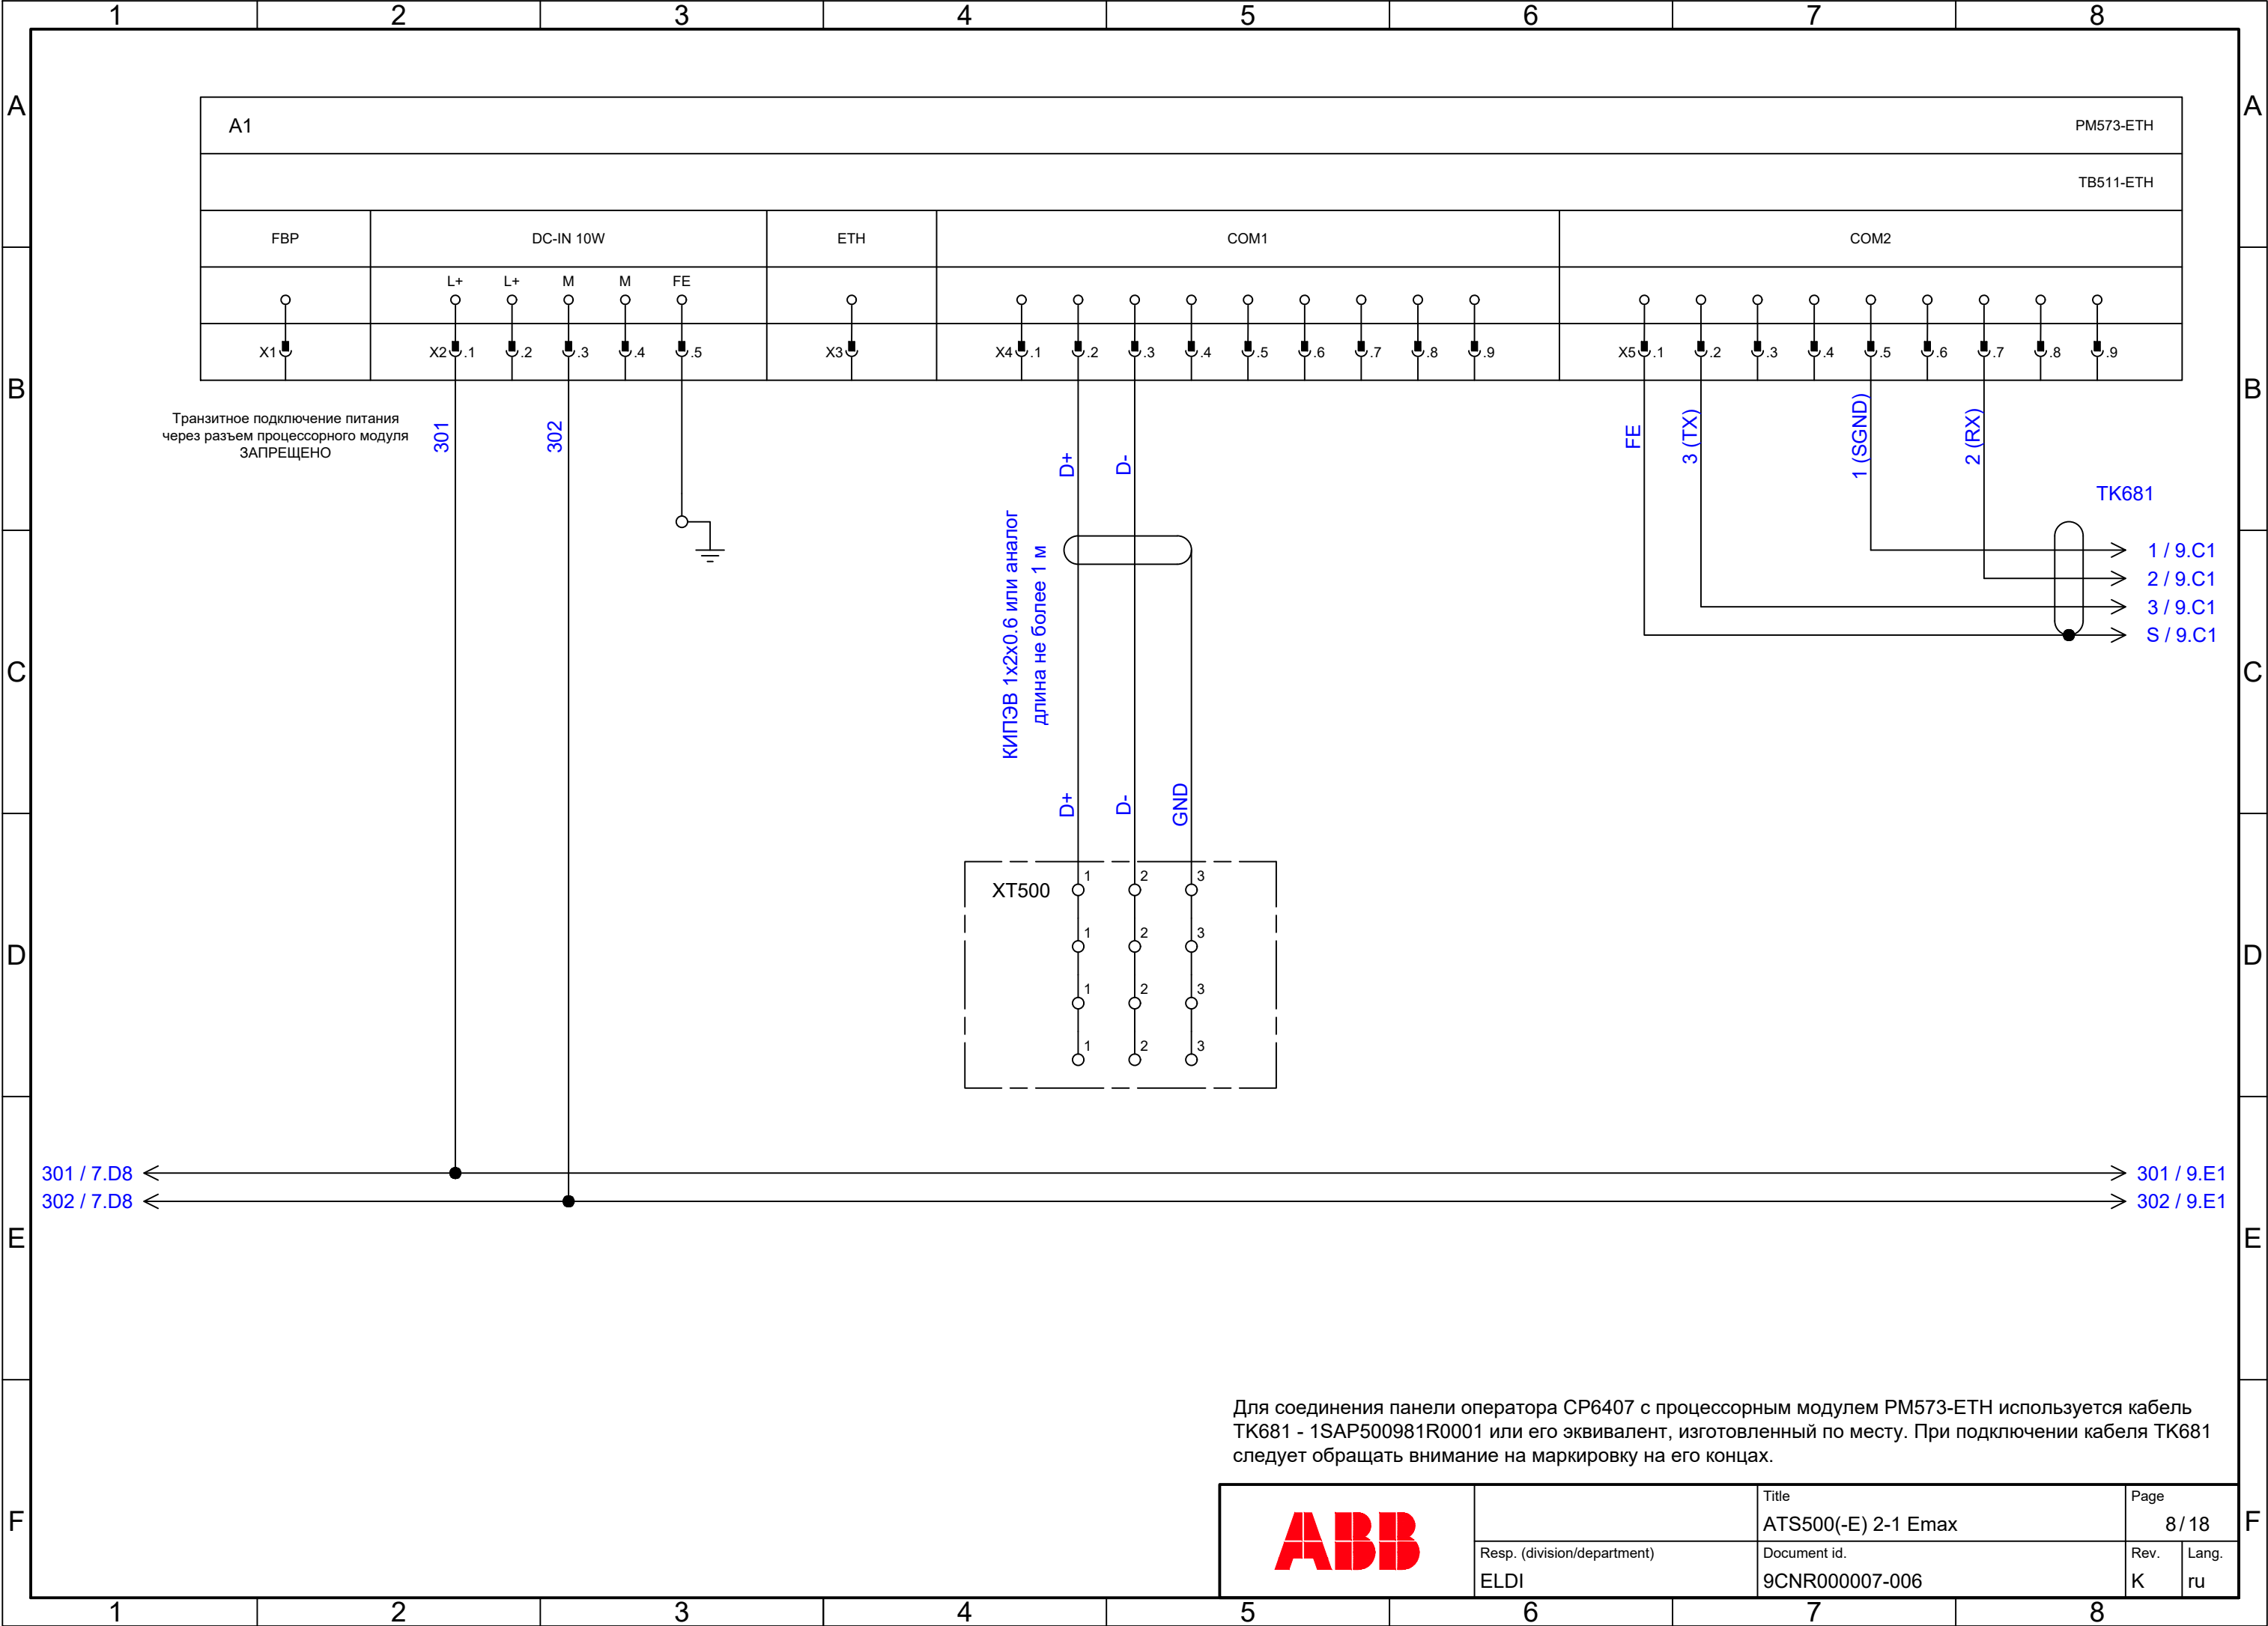 1 2 3 4 5 6 7 8
A A
A1 PM573-ETH
TB511-ETH
FBP DC-IN 10W ETH COM1 COM2
L+ L+ M M FE
X1 X2 .1 .2 .3 .4 .5 X3 X4 .1 .2 .3 .4 .5 .6 .7 .8 .9 X5 .1 .2 .3 .4 .5 .6 .7 .8 .9
B B
Транзитное подключение питания
через разъем процессорного модуля
ЗАПРЕЩЕНО
301
302
D+
D-
FE
3 (TX)
1 (SGND)
2 (RX)
TK681
1 / 9.C1
2 / 9.C1
3 / 9.C1
S / 9.C1
КИПЭВ 1x2x0.6 или аналог
длина не более 1 м
C C
D+
D-
GND
XT500 1 2 3
1 2 3
1 2 3
1 2 3
D D
301 / 7.D8 301 / 9.E1
302 / 7.D8 302 / 9.E1
E E
Для соединения панели оператора CP6407 с процессорным модулем PM573-ETH используется кабель
TK681 - 1SAP500981R0001 или его эквивалент, изготовленный по месту. При подключении кабеля TK681
следует обращать внимание на маркировку на его концах.
F F
ABB
Title
ATS500(-E) 2-1 Emax
Page
8 / 18
Resp. (division/department)
ELDI
Document id.
9CNR000007-006
Rev.
K
Lang.
ru
1 2 3 4 5 6 7 8